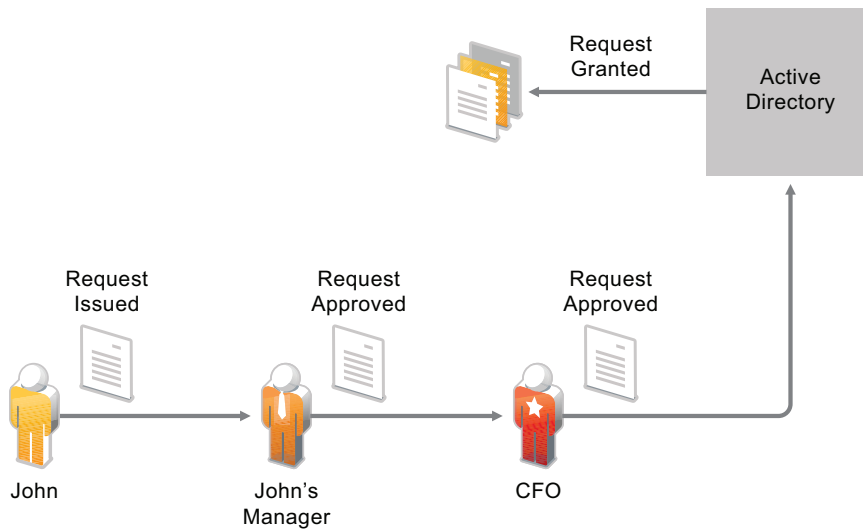 Request
Granted
Active
Directory
Request
Issued
Request
Approved
Request
Approved
John
John's
Manager
CFO